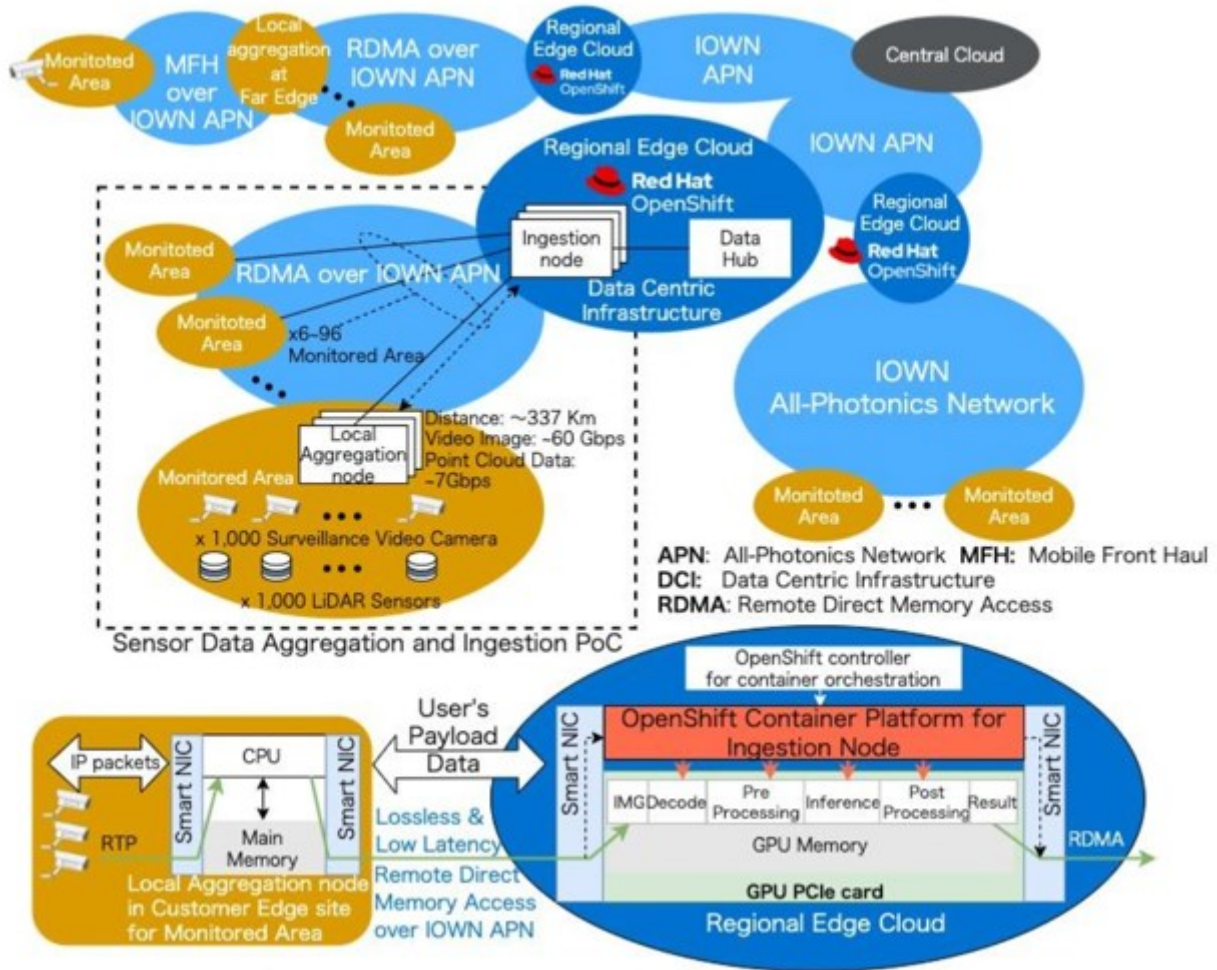 Monitoted
Area
MFH
over
IOWN APN
Local
aggregation
at
Far Edge
RDMA over
IOWN APN
Monitoted
Area
Regional
Edge Cloud
Red Hat
OpenShift
IOWN
APN
Central Cloud
IOWN APN
Regional
Edge Cloud
Red Hat
OpenShift
IOWN
All-Photonics Network
Monitoted
Area
Monitoted
Area
Regional Edge Cloud
Red Hat
OpenShift
Ingestion
node
Data
Hub
Data Centric
Infrastructure
Monitoted
Area
RDMA over IOWN APN
Monitoted
Area
x6~96
Monitored Area
Distance: ～337 Km
Video Image: ~60 Gbps
Point Cloud Data:
~7Gbps
Local
Aggregation
node
Monitored Area
x 1,000 Surveillance Video Camera
x 1,000 LiDAR Sensors
Sensor Data Aggregation and Ingestion PoC
APN: All-Photonics Network MFH: Mobile Front Haul
DCI: Data Centric Infrastructure
RDMA: Remote Direct Memory Access
IP packets
RTP
Smart NIC
CPU
Main
Memory
Smart NIC
Local Aggregation node
in Customer Edge site
for Monitored Area
User's
Payload
Data
Lossless &
Low Latency
Remote Direct
Memory Access
over IOWN APN
OpenShift controller
for container orchestration
Smart NIC
OpenShift Container Platform for
Ingestion Node
IMG
Decode
Pre
Processing
Inference
Post
Processing
Result
GPU Memory
GPU PCIe card
Smart NIC
RDMA
Regional Edge Cloud